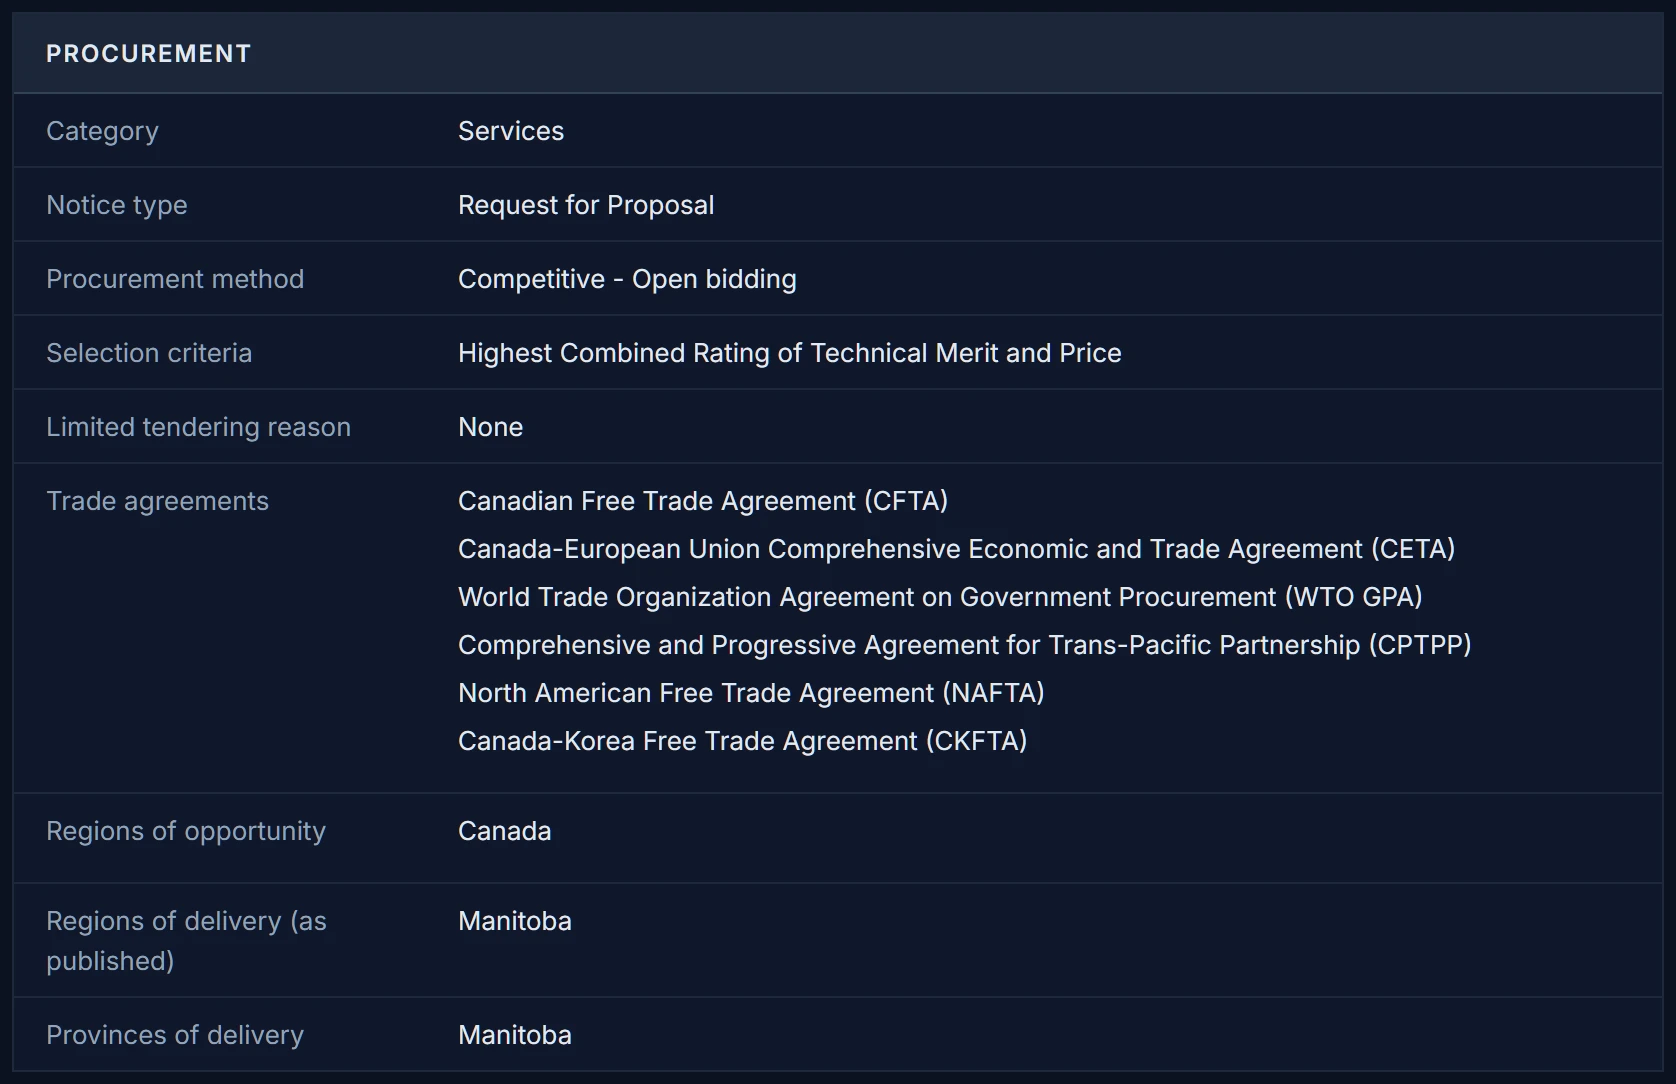 PROCUREMENT
Category
Services
Notice type
Request for Proposal
Procurement method
Competitive - Open bidding
Selection criteria
Highest Combined Rating of Technical Merit and Price
Limited tendering reason
None
Trade agreements
Canadian Free Trade Agreement (CFTA)
Canada-European Union Comprehensive Economic and Trade Agreement (CETA)
World Trade Organization Agreement on Government Procurement (WTO GPA)
Comprehensive and Progressive Agreement for Trans-Pacific Partnership (CPTPP)
North American Free Trade Agreement (NAFTA)
Canada-Korea Free Trade Agreement (CKFTA)
Regions of opportunity
Canada
Regions of delivery (as
published)
Manitoba
Provinces of delivery
Manitoba